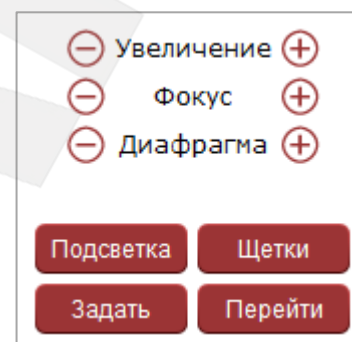 Увеличение
Фокус
Диафрагма
Подсветка Щетки
Задать Перейти